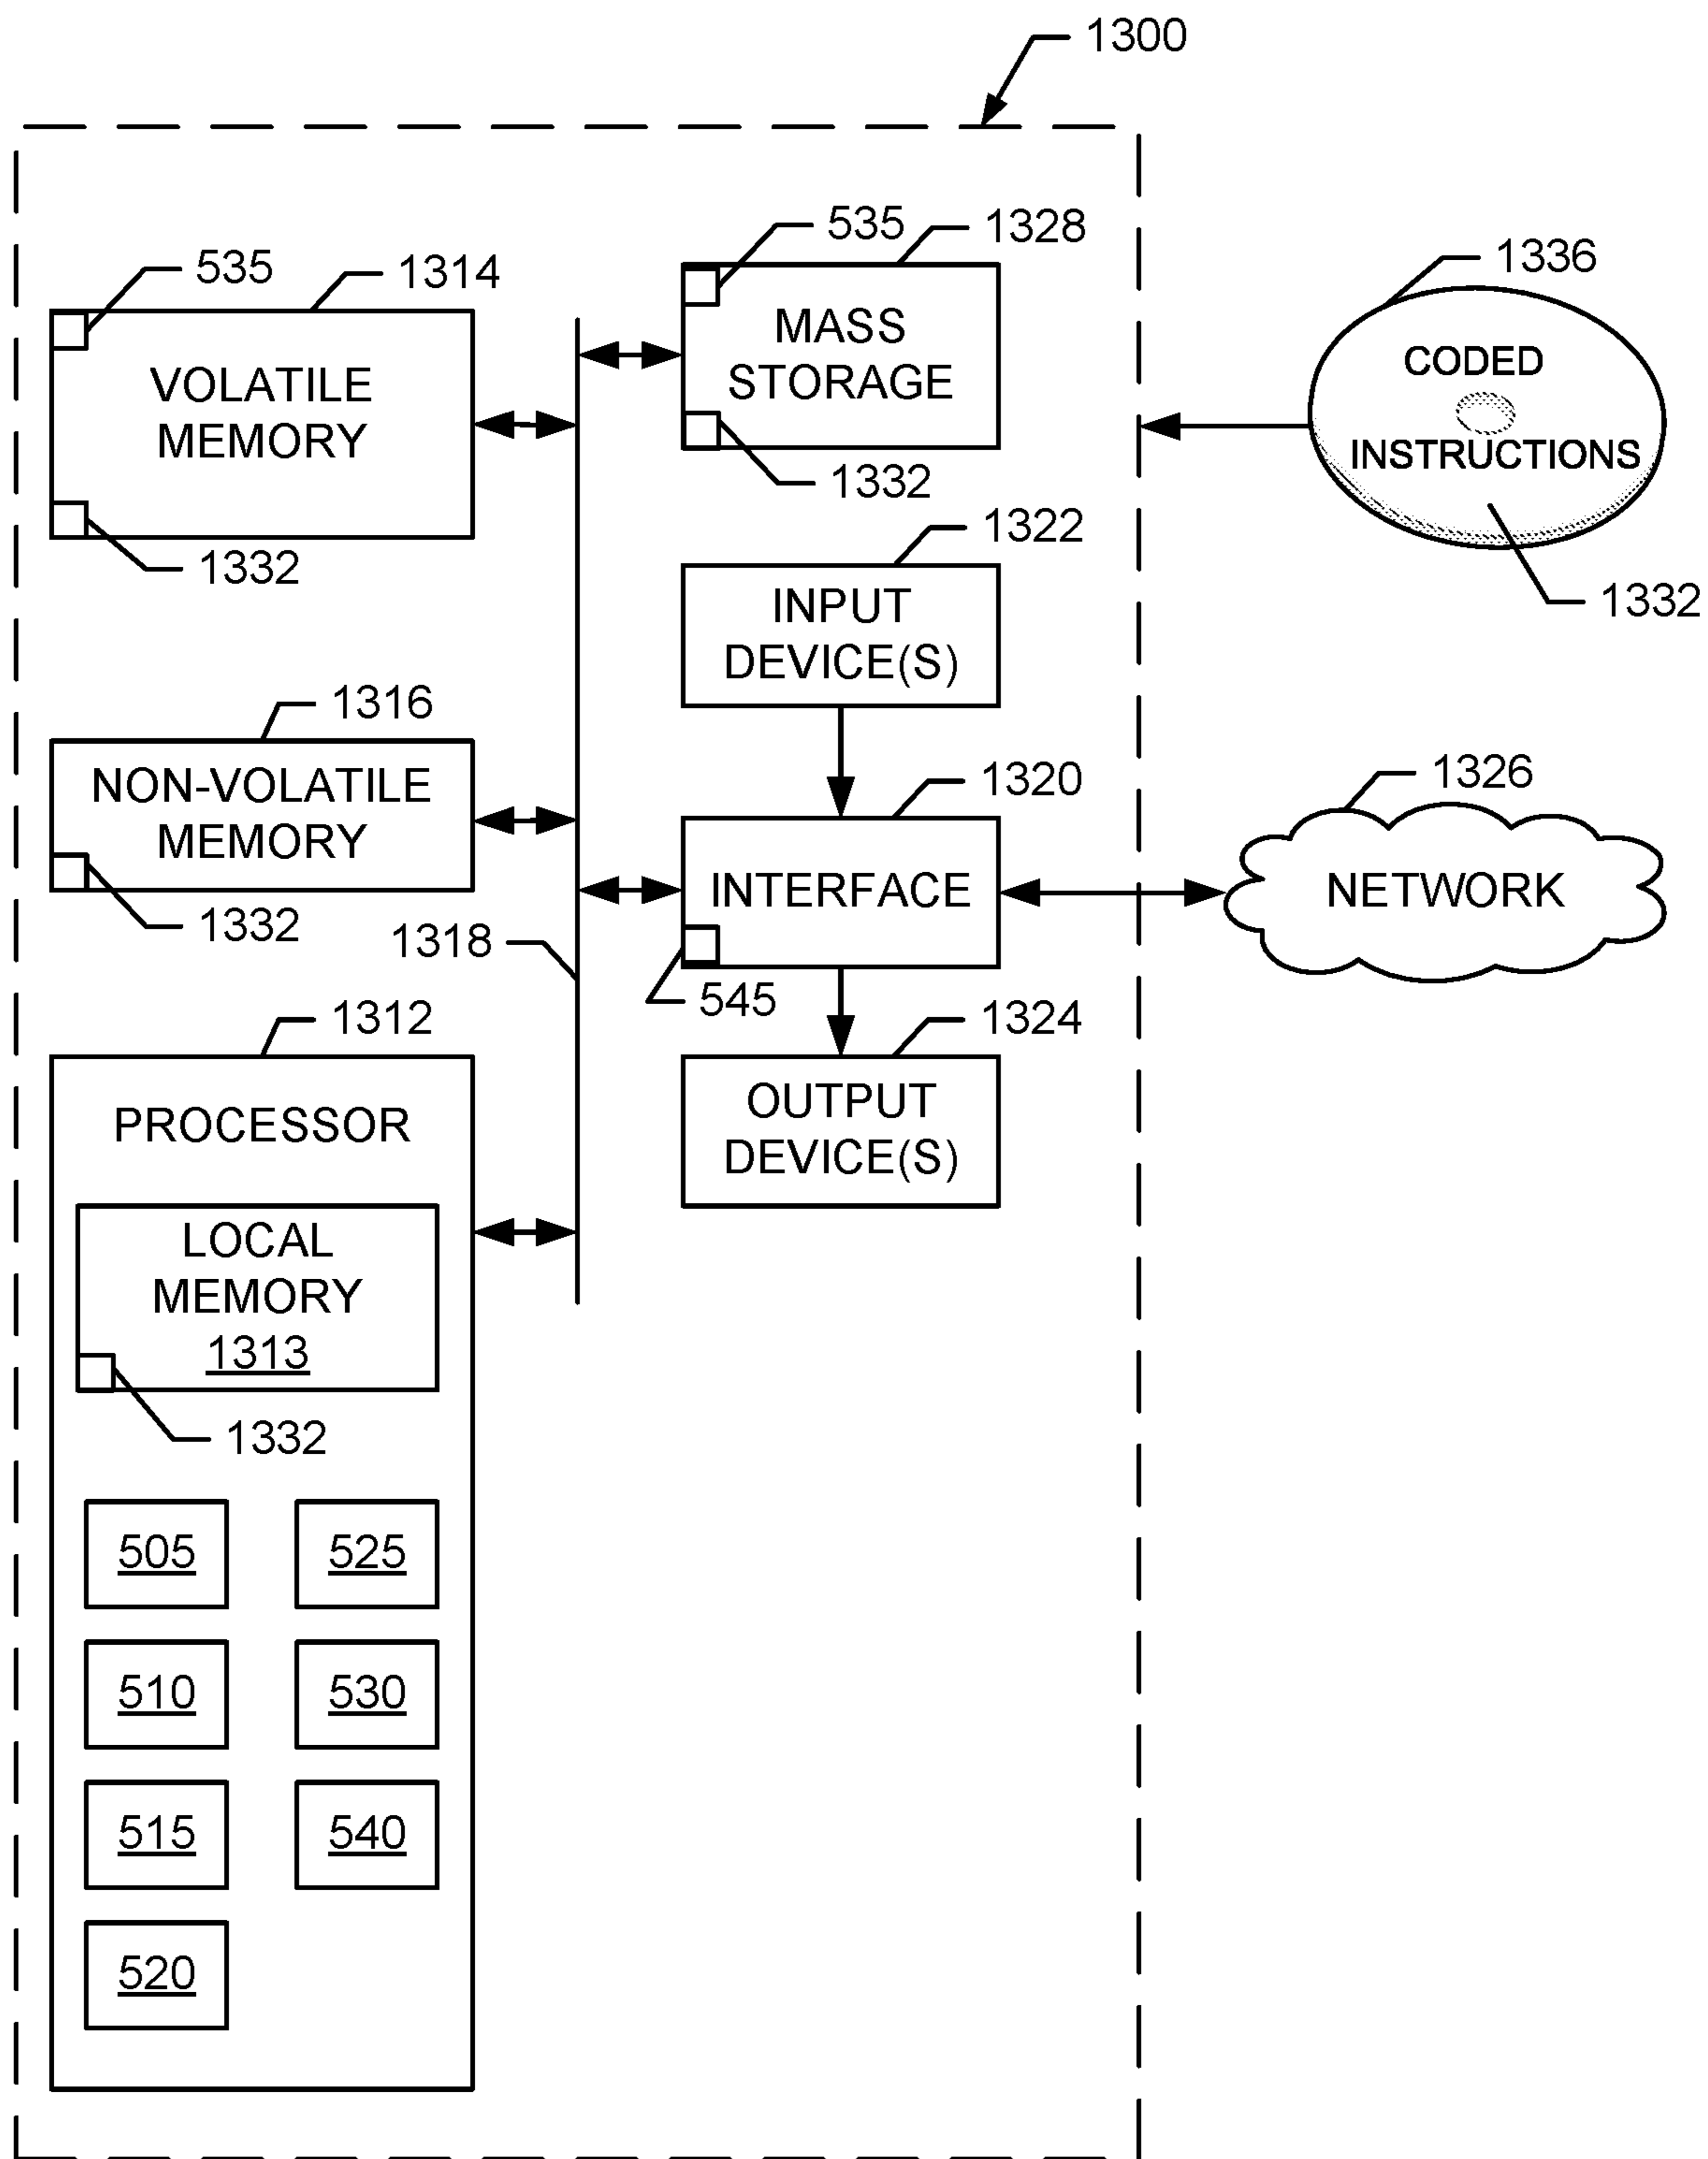 1300
535
1328
535
1314
1336
MASS
STORAGE
CODED
INSTRUCTIONS
VOLATILE
MEMORY
1332
1322
1332
1332
INPUT
DEVICE(S)
1316
1320
1326
NON-VOLATILE
MEMORY
INTERFACE
NETWORK
1332
1318
545
1312
1324
PROCESSOR
OUTPUT
DEVICE(S)
LOCAL
MEMORY
1313
1332
505
525
510
530
515
540
520